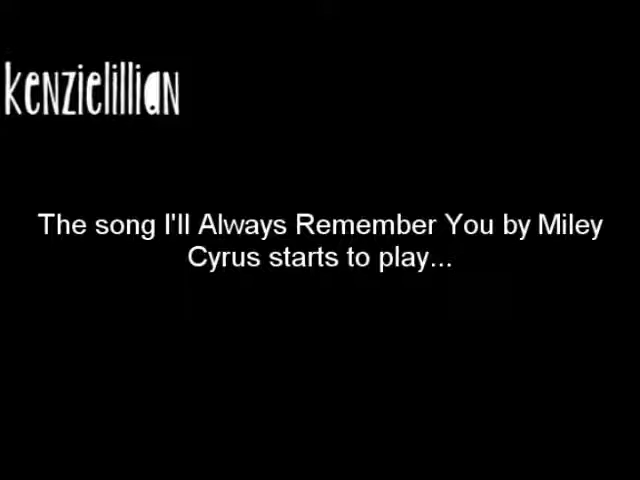 kenzielillian
The song I'll Always Remember You by Miley
Cyrus starts to play...